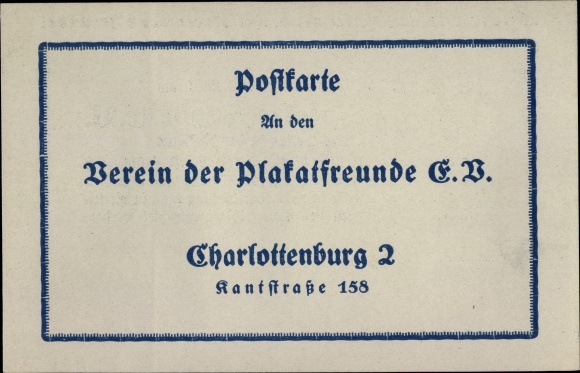 Postkarte
An den
Verein der Plakatfreunde E.V.
Charlottenburg 2
Kantstraße 158